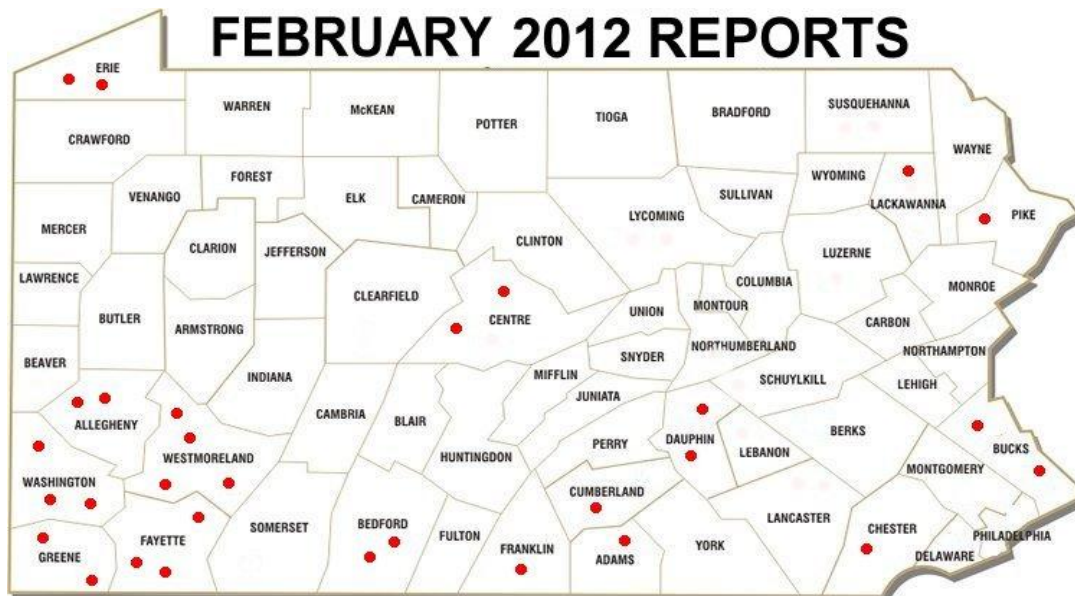 FEBRUARY 2012 REPORTS
ERIE
WARREN
McKEAN
POTTER
TIOGA
BRADFORD
SUSQUEHANNA
CRAWFORD
WAYNE
FOREST
VENANGO
ELK
CAMERON
SULLIVAN
WYOMING
LACKAWANNA
PIKE
MERCER
LYCOMING
CLARION
JEFFERSON
CLINTON
LUZERNE
LAWRENCE
CLEARFIELD
COLUMBIA
MONROE
BUTLER
ARMSTRONG
CENTRE
UNION
MONTOUR
CARBON
BEAVER
SNYDER
NORTHUMBERLAND
NORTHAMPTON
INDIANA
MIFFLIN
SCHUYLKILL
LEHIGH
ALLEGHENY
CAMBRIA
BLAIR
JUNIATA
PERRY
DAUPHIN
LEBANON
BERKS
BUCKS
WESTMORELAND
HUNTINGDON
MONTGOMERY
WASHINGTON
CUMBERLAND
LANCASTER
SOMERSET
BEDFORD
FULTON
FRANKLIN
ADAMS
YORK
CHESTER
PHILADELPHIA
DELAWARE
FAYETTE
GREENE